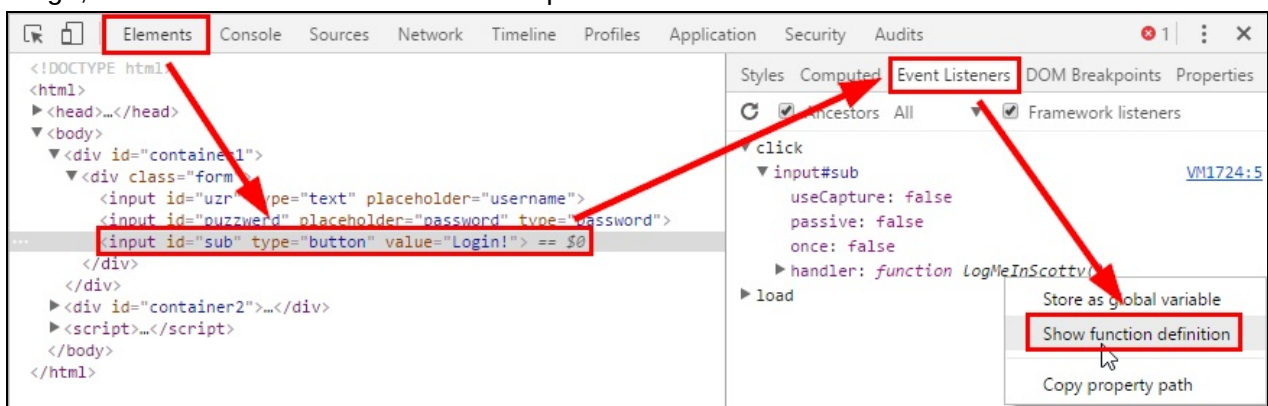 Elements Console Sources Network Timeline Profiles Application Security Audits 1
<!DOCTYPE html>
<html>
<head>…</head>
<body>
<div id="container1">
<div class="form">
<input id="uzr" type="text" placeholder="username">
<input id="puzzwerd" placeholder="password" type="password">
... <input id="sub" type="button" value="Login!"> == $0
</div>
</div>
<div id="container2">…</div>
<script>…</script>
</body>
</html>
Styles Computed Event Listeners DOM Breakpoints Properties
Ancestors All Framework listeners
click
input#sub VM1724:5
useCapture: false
passive: false
once: false
handler: function LogMeInScotty()
load
Store as global variable
Show function definition
Copy property path